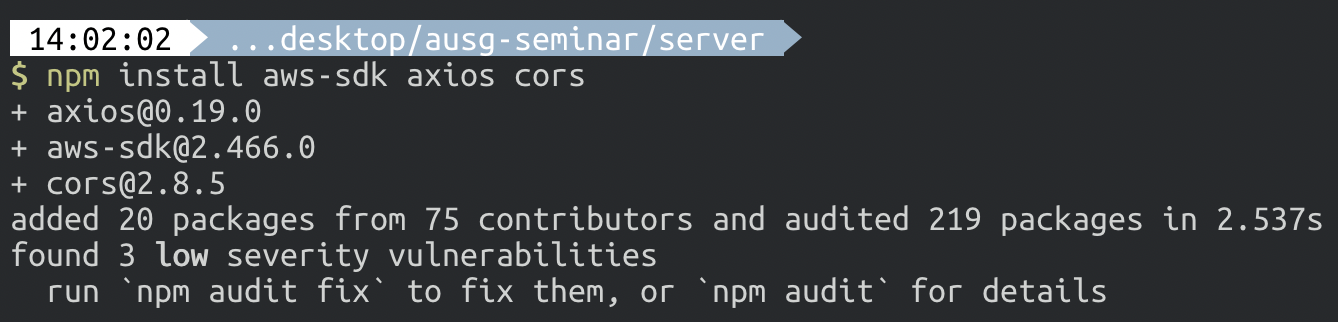 14:02:02 ...desktop/ausg-seminar/server
$ npm install aws-sdk axios cors
+ axios@0.19.0
+ aws-sdk@2.466.0
+ cors@2.8.5
added 20 packages from 75 contributors and audited 219 packages in 2.537s
found 3 low severity vulnerabilities
  run `npm audit fix` to fix them, or `npm audit` for details